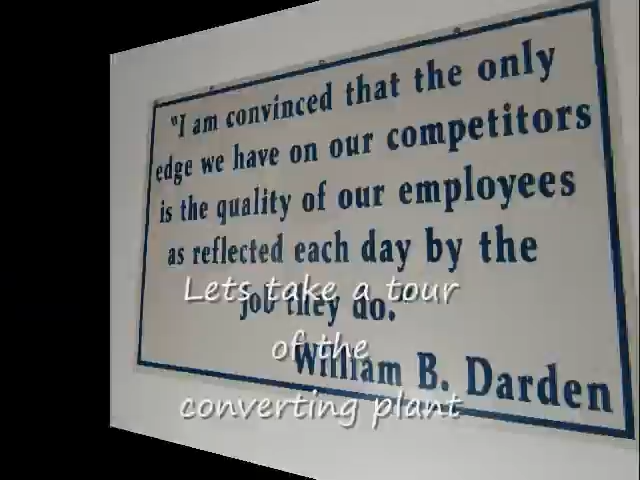 "I am convinced that the only
edge we have on our competitors
is the quality of our employees
as reflected each day by the
job they do."
William B. Darden
Lets take a tour
of the
converting plant